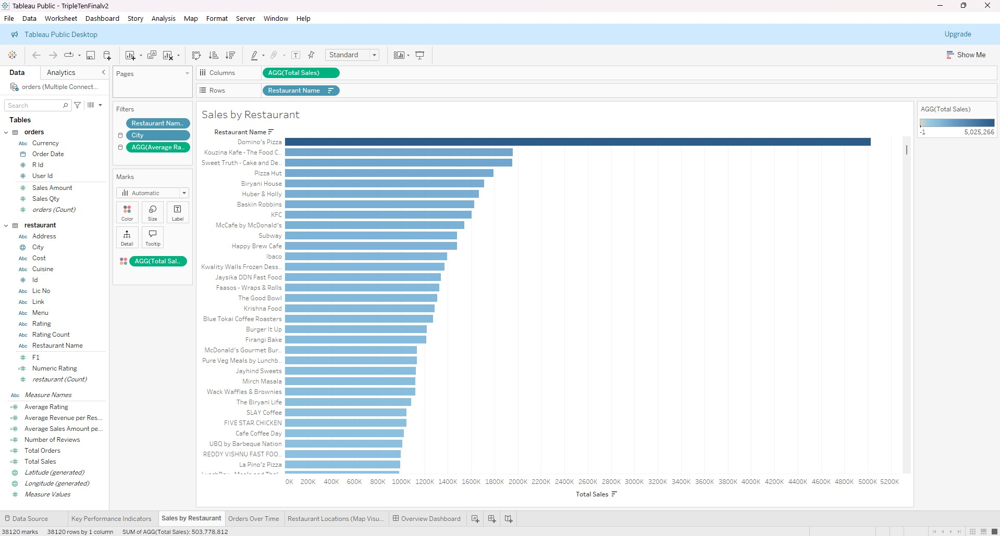 Tableau Public - TripleTenFinalv2
File Data Worksheet Dashboard Story Analysis Map Format Server Window Help
Tableau Public Desktop Upgrade
Standard Show Me
Data Analytics
orders (Multiple Connect...
Search
Tables
orders
Abc Currency
Order Date
# R Id
# User Id
# Sales Amount
# Sales Qty
# orders (Count)
restaurant
Abc Address
City
Abc Cost
Abc Cuisine
# Id
Abc Lic No
Abc Link
Abc Menu
Abc Rating
Abc Rating Count
Abc Restaurant Name
# F1
=# Numeric Rating
# restaurant (Count)
Abc Measure Names
=# Average Rating
=# Average Revenue per Res...
=# Average Sales Amount pe...
=# Number of Reviews
=# Total Orders
=# Total Sales
Latitude (generated)
Longitude (generated)
# Measure Values
Pages
Filters
Restaurant Nam..
City
AGG(Average Ra..
Marks
Automatic
Color Size Label
Detail Tooltip
AGG(Total Sal..
Columns AGG(Total Sales)
Rows Restaurant Name
Sales by Restaurant
Restaurant Name
Domino's Pizza
Kouzina Kafe - The Food C..
Sweet Truth - Cake and De..
Pizza Hut
Biryani House
Huber & Holly
Baskin Robbins
KFC
McCafe by McDonald's
Subway
Happy Brew Cafe
Ibaco
Kwality Walls Frozen Dess..
Jaysika DDN Fast Food
Faasos - Wraps & Rolls
The Good Bowl
Krishna Food
Blue Tokai Coffee Roasters
Burger It Up
Firangi Bake
McDonald's Gourmet Bur..
Pure Veg Meals by Lunchb..
Jayhind Sweets
Mirch Masala
Wack Waffles & Brownies
The Biryani Life
SLAY Coffee
FIVE STAR CHICKEN
Cafe Coffee Day
UBQ by Barbeque Nation
REDDY VISHNU FAST FOO..
La Pino'z Pizza
0K 200K 400K 600K 800K 1000K 1200K 1400K 1600K 1800K 2000K 2200K 2400K 2600K 2800K 3000K 3200K 3400K 3600K 3800K 4000K 4200K 4400K 4600K 4800K 5000K 5200K
Total Sales
AGG(Total Sales)
-1 5,025,266
Data Source Key Performance Indicators Sales by Restaurant Orders Over Time Restaurant Locations (Map Visu... Overview Dashboard
38120 marks 38120 rows by 1 column SUM of AGG(Total Sales): 503,778,812